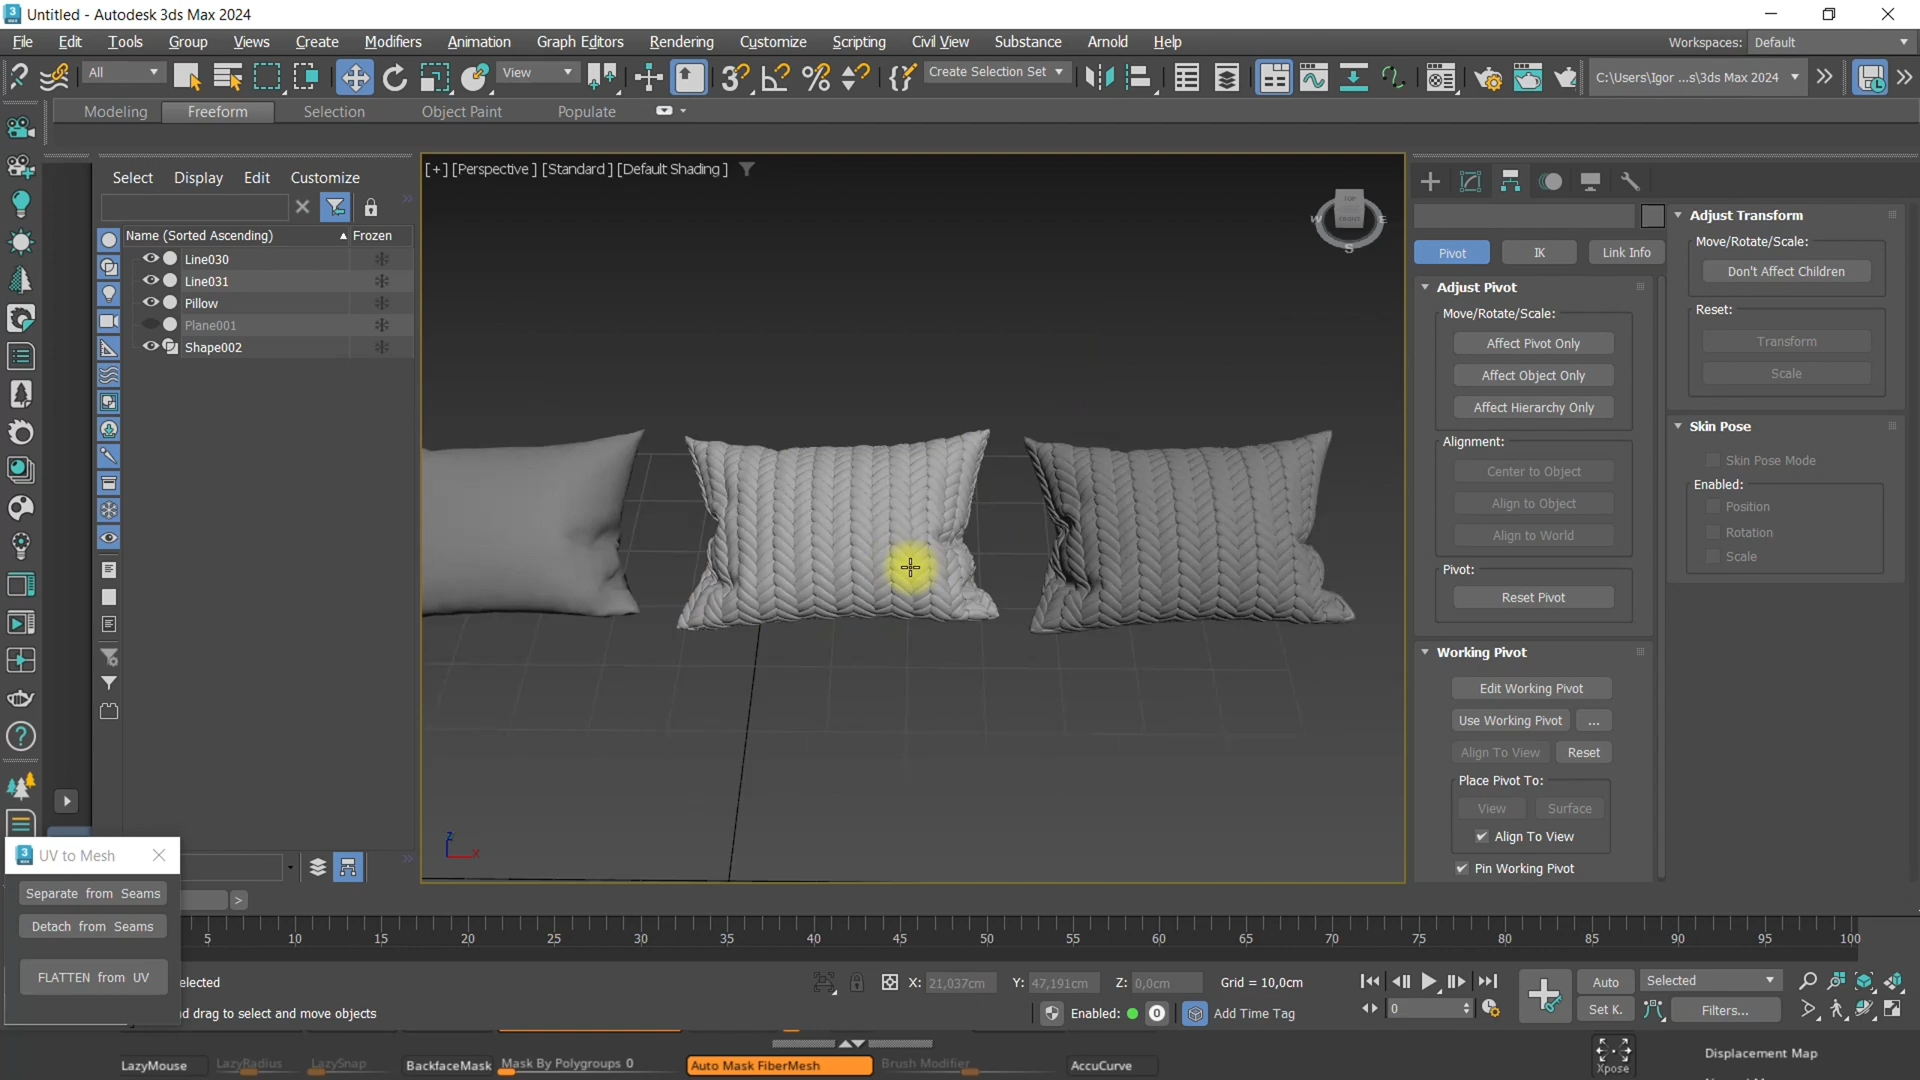 Untitled - Autodesk 3ds Max 2024
File Edit Tools Group Views Create Modifiers Animation Graph Editors Rendering Customize Scripting Civil View Substance Arnold Help
Workspaces: Default
All
View
Create Selection Set
C:\Users\Igor ...s\3ds Max 2024
Modeling Freeform Selection Object Paint Populate
Select Display Edit Customize
[+] [Perspective ] [Standard ] [Default Shading ]
Name (Sorted Ascending) Frozen
Line030
Line031
Pillow
Plane001
Shape002
TOP
FRONT
W E
S
Pivot IK Link Info
Adjust Pivot
Move/Rotate/Scale:
Affect Pivot Only
Affect Object Only
Affect Hierarchy Only
Alignment:
Center to Object
Align to Object
Align to World
Pivot:
Reset Pivot
Working Pivot
Edit Working Pivot
Use Working Pivot ...
Align To View Reset
Place Pivot To:
View Surface
Align To View
Pin Working Pivot
Adjust Transform
Move/Rotate/Scale:
Don't Affect Children
Reset:
Transform
Scale
Skin Pose
Skin Pose Mode
Enabled:
Position
Rotation
Scale
z
x
UV to Mesh
Separate from Seams
Detach from Seams
FLATTEN from UV
>
5 10 15 20 25 30 35 40 45 50 55 60 65 70 75 80 85 90 95 100
elected
d drag to select and move objects
X: 21,037cm Y: 47,191cm Z: 0,0cm Grid = 10,0cm
Enabled: 0 Add Time Tag
0
Auto Selected
Set K. Filters...
LazyMouse LazyRadius LazySnap BackfaceMask Mask By Polygroups 0 Auto Mask FiberMesh Brush Modifier AccuCurve
Xpose
Displacement Map